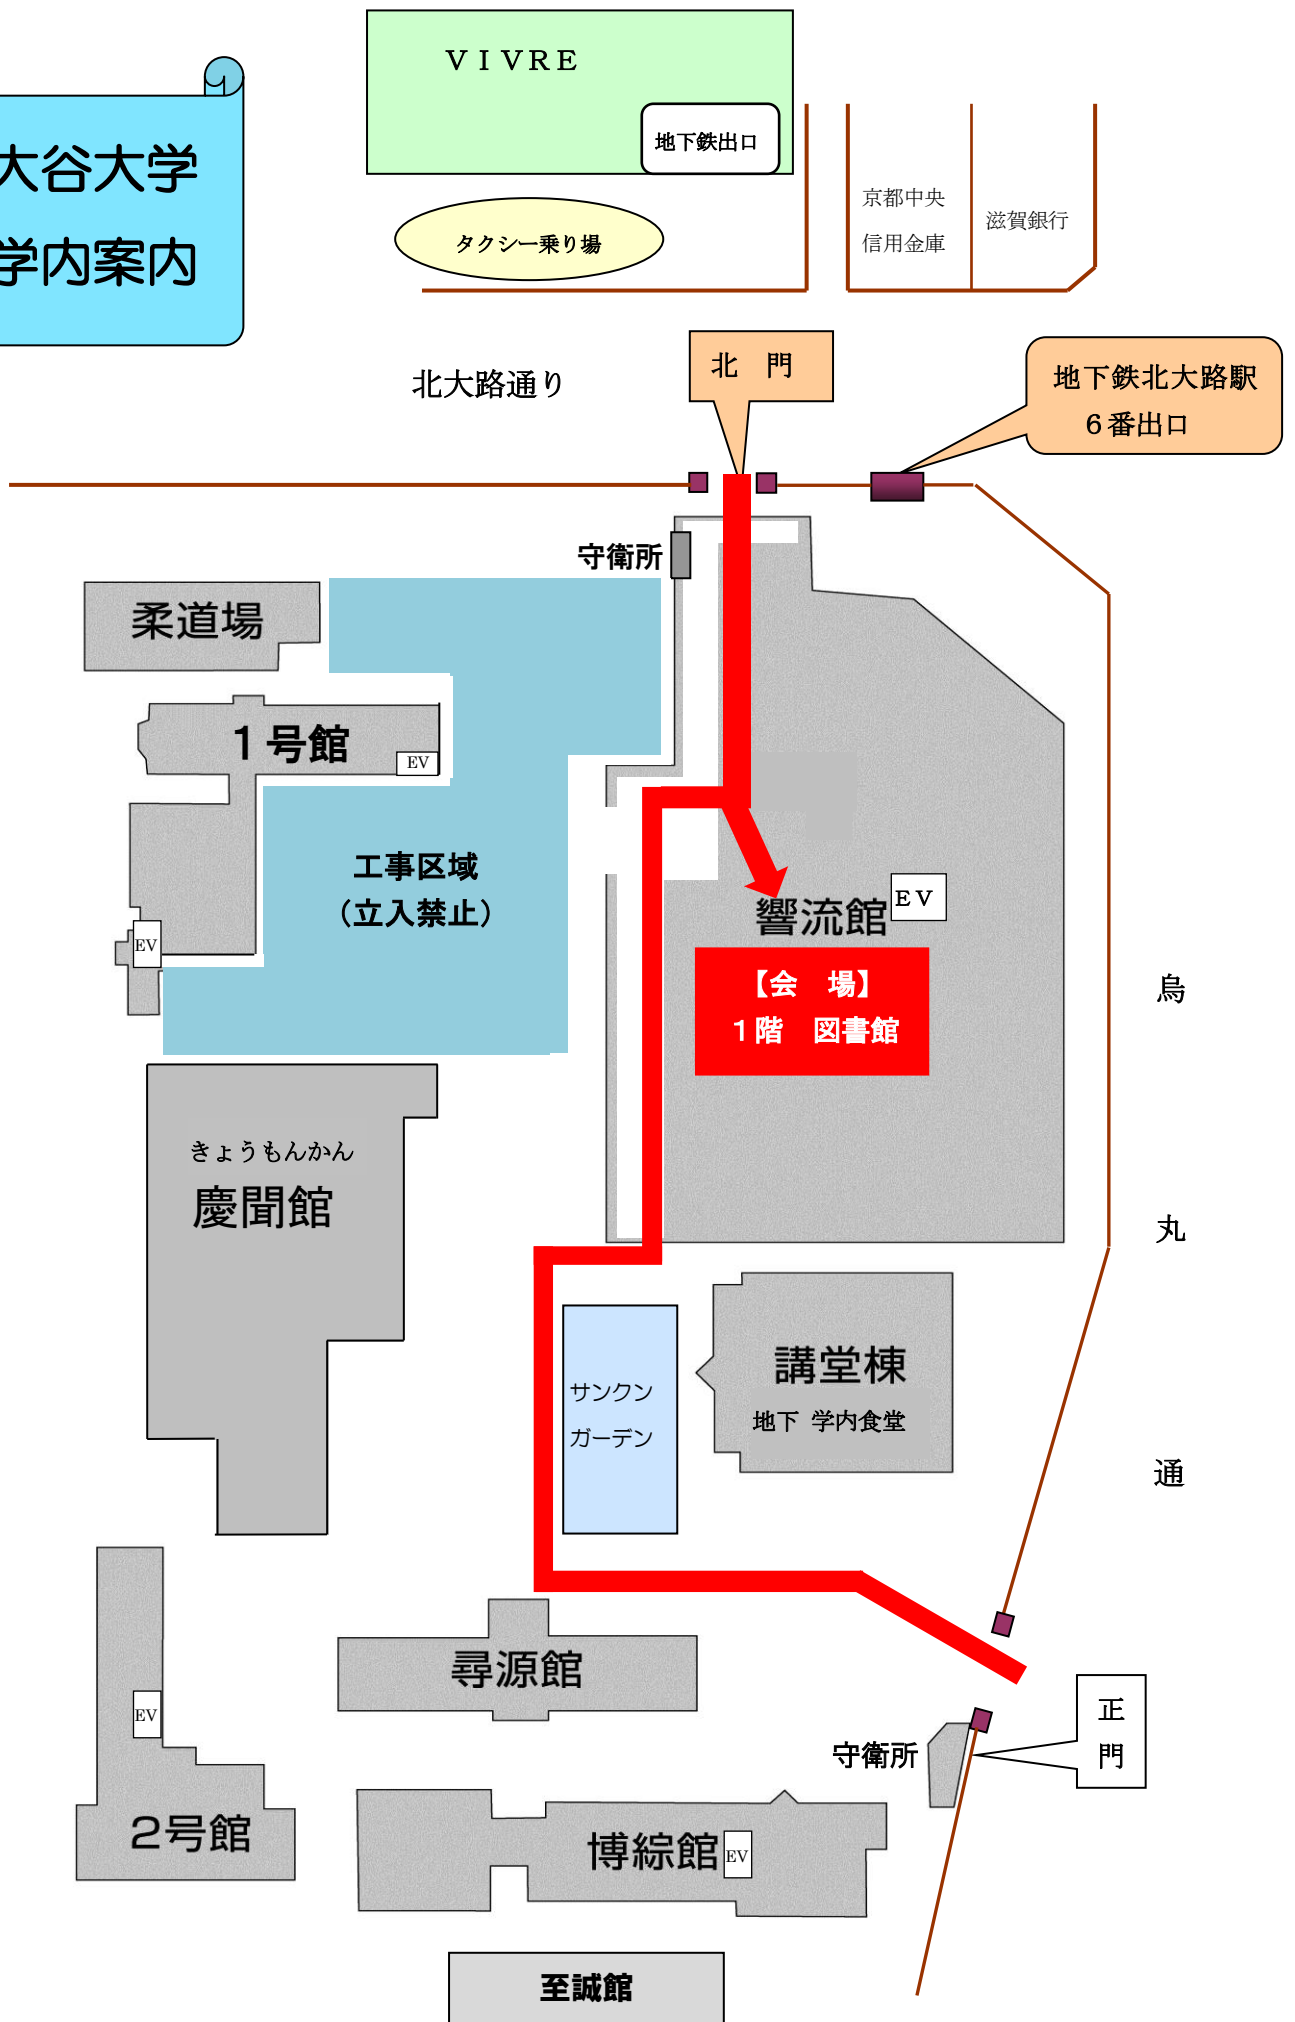 ＶＩＶＲＥ
地下鉄出口
大谷大学
学内案内
京都中央
信用金庫
滋賀銀行
タクシー乗り場
北　門
北大路通り
地下鉄北大路駅
６番出口
守衛所
柔道場
１号館
EV
工事区域
（立入禁止）
EV
響流館
ＥＶ
【会　場】
１階　図書館
烏
丸
通
きょうもんかん
慶聞館
サンクン
ガーデン
講堂棟
地下 学内食堂
尋源館
EV
２号館
正
門
守衛所
博綜館
EV
至誠館